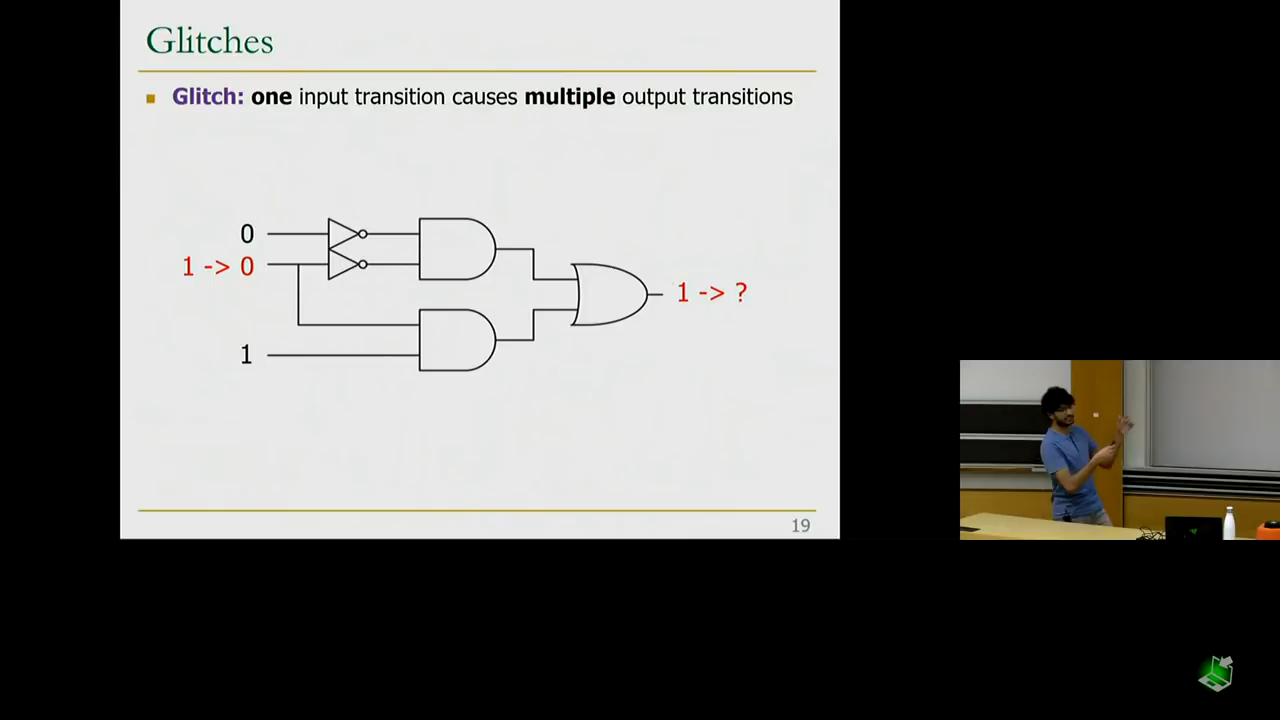 Glitches
Glitch: one input transition causes multiple output transitions
0
1 -> 0
1 -> ?
1
19